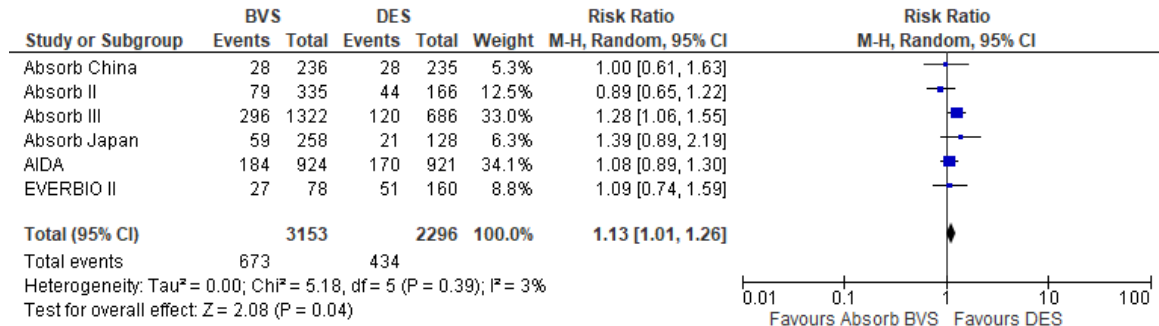 BVS DES Risk Ratio Risk Ratio
Study or Subgroup Events Total Events Total Weight M-H, Random, 95% CI M-H, Random, 95% CI
Absorb China 28 236 28 235 5.3% 1.00 [0.61, 1.63]
Absorb II 79 335 44 166 12.5% 0.89 [0.65, 1.22]
Absorb III 296 1322 120 686 33.0% 1.28 [1.06, 1.55]
Absorb Japan 59 258 21 128 6.3% 1.39 [0.89, 2.19]
AIDA 184 924 170 921 34.1% 1.08 [0.89, 1.30]
EVERBIO II 27 78 51 160 8.8% 1.09 [0.74, 1.59]
Total (95% CI) 3153 2296 100.0% 1.13 [1.01, 1.26]
Total events 673 434
Heterogeneity: Tau² = 0.00; Chi² = 5.18, df = 5 (P = 0.39); I² = 3%
Test for overall effect: Z = 2.08 (P = 0.04)
0.01 0.1 1 10 100
Favours Absorb BVS Favours DES